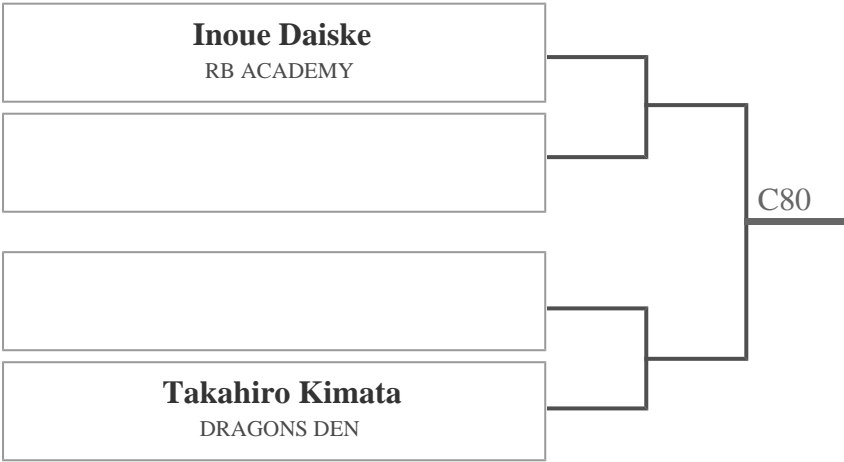 Inoue Daiske
RB ACADEMY
C80
Takahiro Kimata
DRAGONS DEN